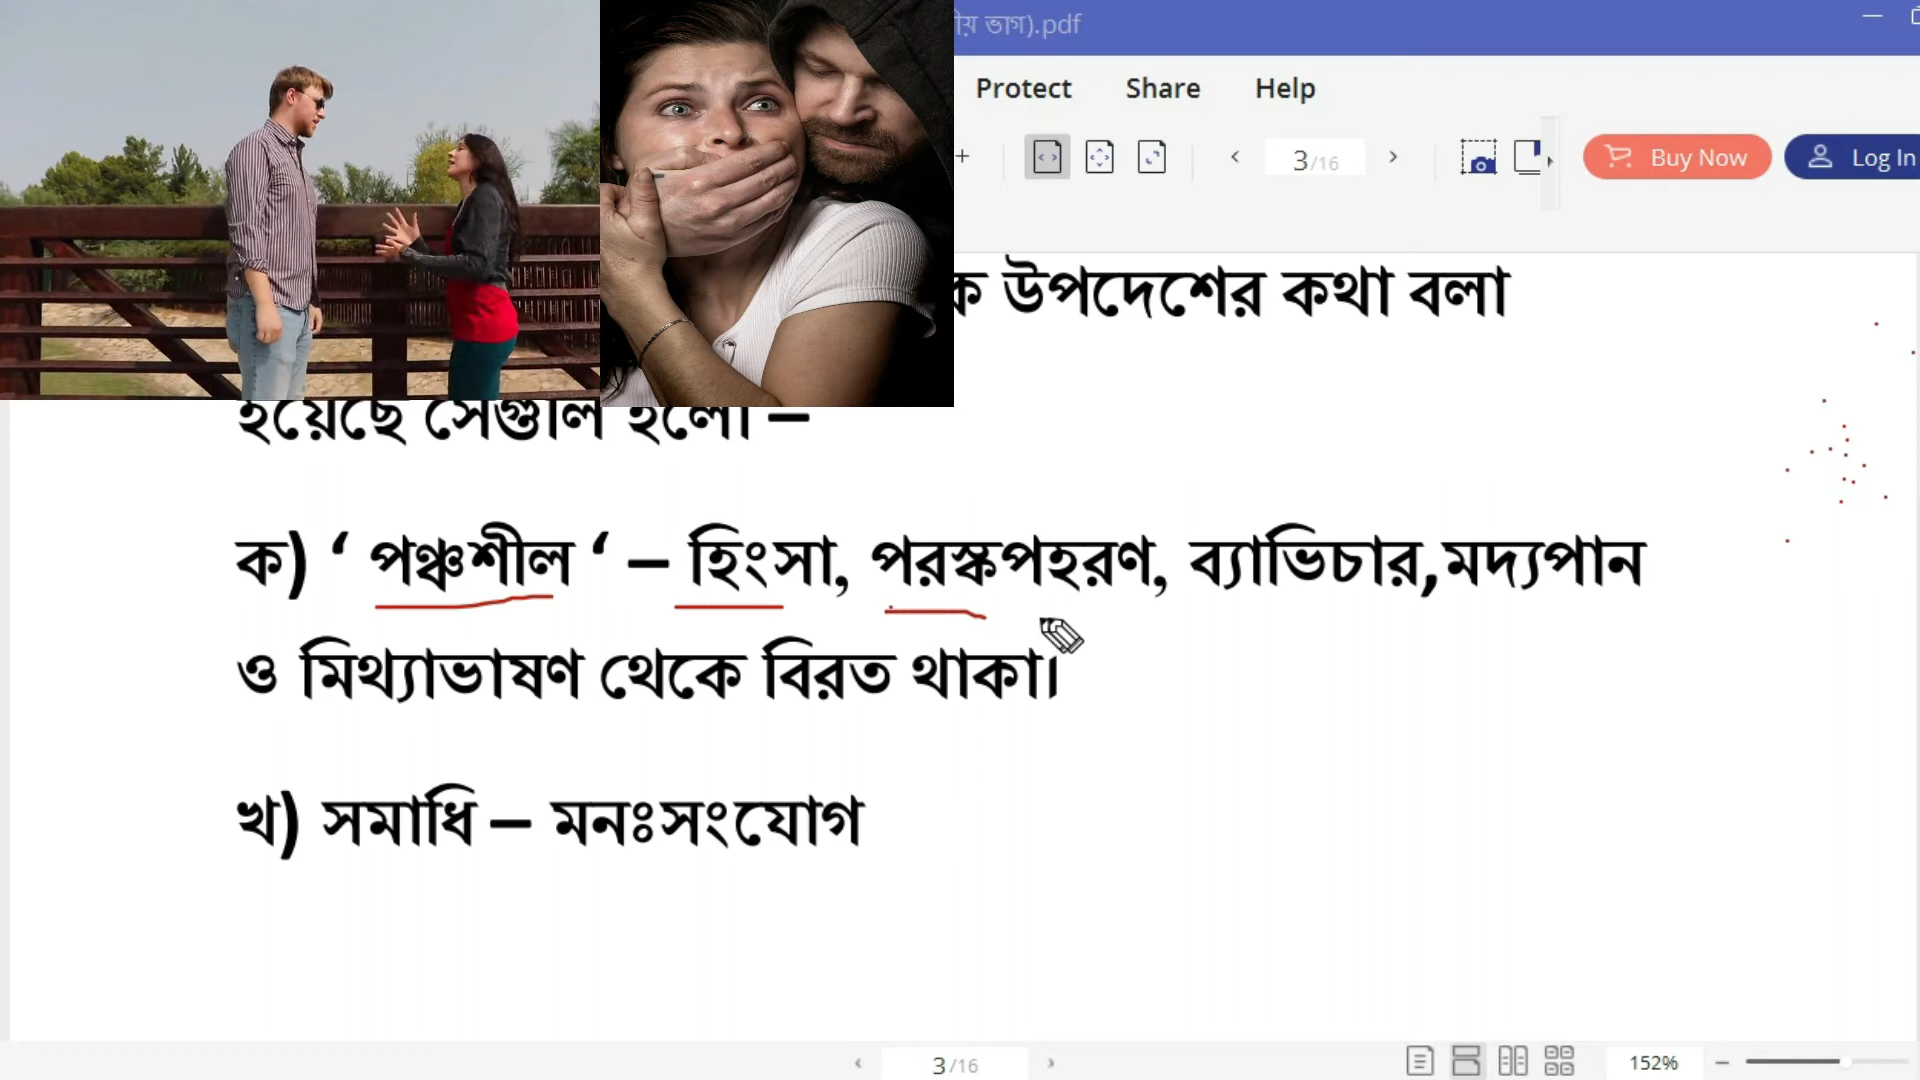 ীয় ভাগ).pdf
Protect Share Help
3/16
Buy Now
Log In
ক উপদেশের কথা বলা
হয়েছে সেগুলি হলো –
ক) ‘ পঞ্চশীল ‘ – হিংসা, পরস্কপহরণ, ব্যাভিচার,মদ্যপান
ও মিথ্যাভাষণ থেকে বিরত থাকা।
খ) সমাধি – মনঃসংযোগ
3/16
152%